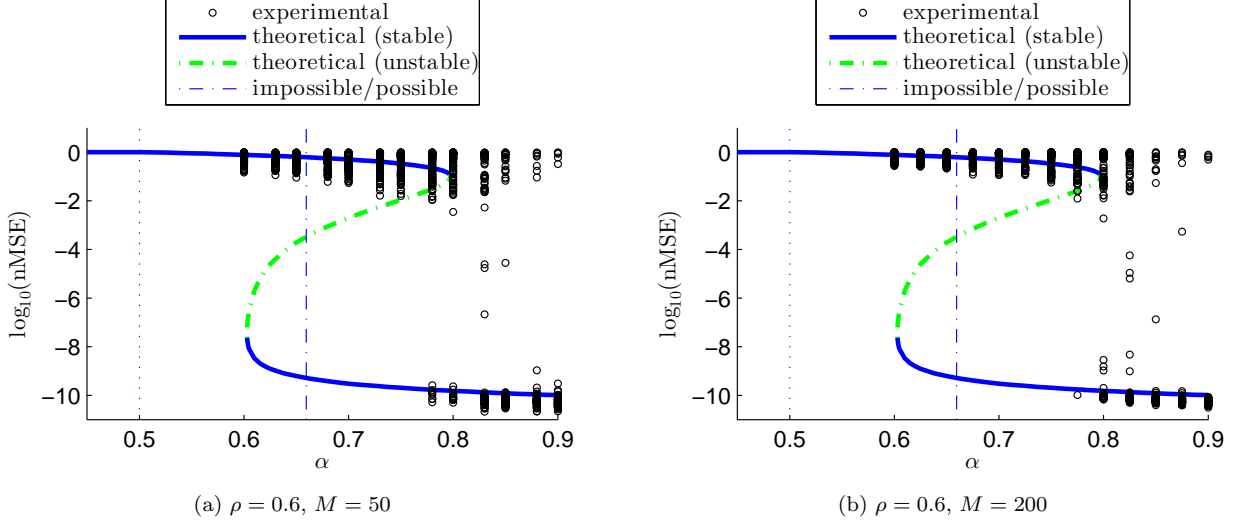 experimental
theoretical (stable)
theoretical (unstable)
impossible/possible
0
−2
−4
−6
−8
−10
log₁₀(nMSE)
0.5 0.6 0.7 0.8 0.9
α
(a) ρ = 0.6, M = 50
experimental
theoretical (stable)
theoretical (unstable)
impossible/possible
0
−2
−4
−6
−8
−10
log₁₀(nMSE)
0.5 0.6 0.7 0.8 0.9
α
(b) ρ = 0.6, M = 200